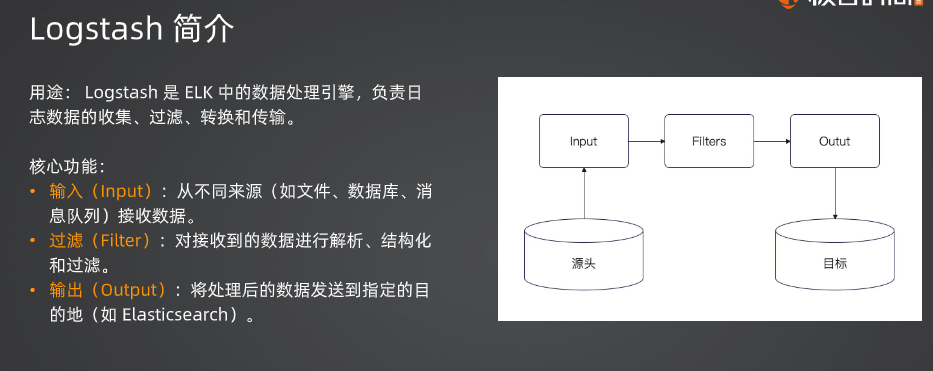 Logstash 简介
用途： Logstash 是 ELK 中的数据处理引擎，负责日
志数据的收集、过滤、转换和传输。
核心功能：
• 输入（Input）：从不同来源（如文件、数据库、消
息队列）接收数据。
• 过滤（Filter）：对接收到的数据进行解析、结构化
和过滤。
• 输出（Output）：将处理后的数据发送到指定的目
的地（如 Elasticsearch）。
Input
Filters
Outut
源头
目标